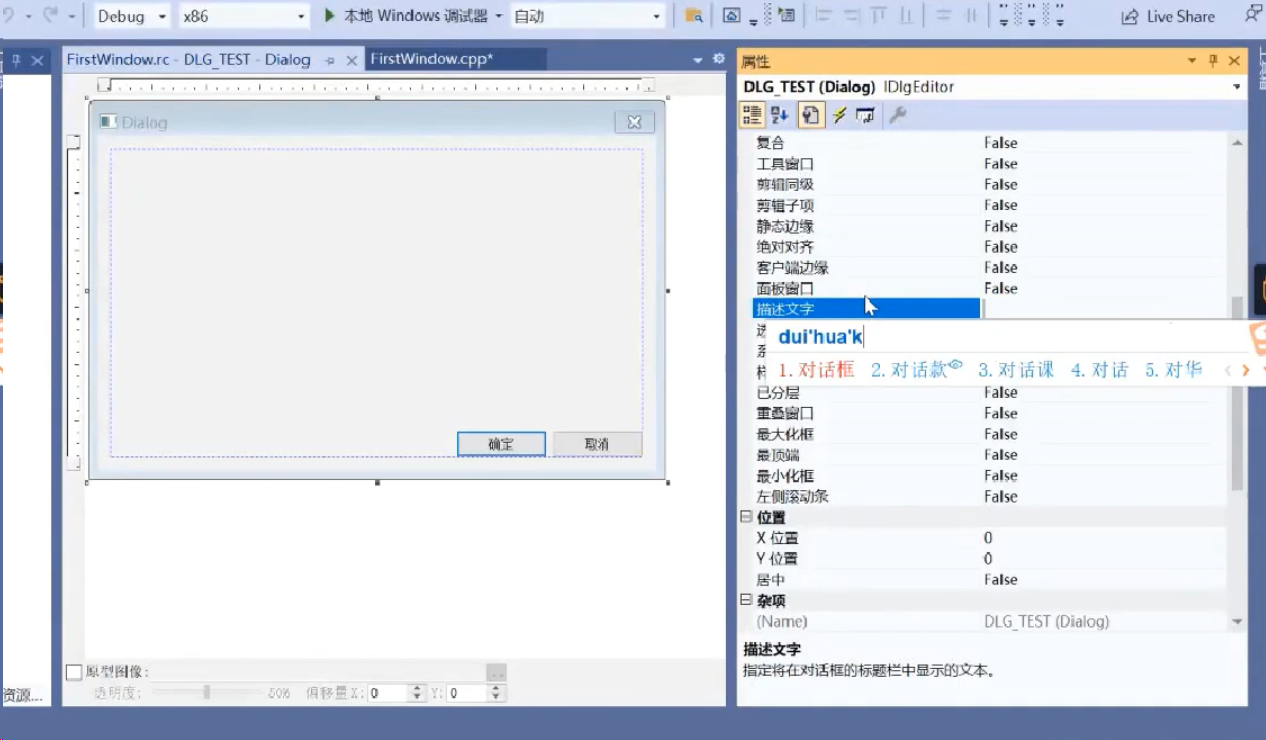 Debug x86 本地 Windows 调试器 自动 Live Share
FirstWindow.rc - DLG_TEST - Dialog FirstWindow.cpp*
Dialog
确定 取消
原型图像:
透明度: 50% 偏移量 X: 0 Y: 0
资源...
属性
DLG_TEST (Dialog) IDlgEditor
复合 False
工具窗口 False
剪辑同级 False
剪辑子项 False
静态边缘 False
绝对对齐 False
客户端边缘 False
面板窗口 False
描述文字
dui'hua'k
1.对话框 2.对话款 3.对话课 4.对话 5.对华
已分层 False
重叠窗口 False
最大化框 False
最顶端 False
最小化框 False
左侧滚动条 False
位置
X 位置 0
Y 位置 0
居中 False
杂项
(Name) DLG_TEST (Dialog)
描述文字
指定将在对话框的标题栏中显示的文本。